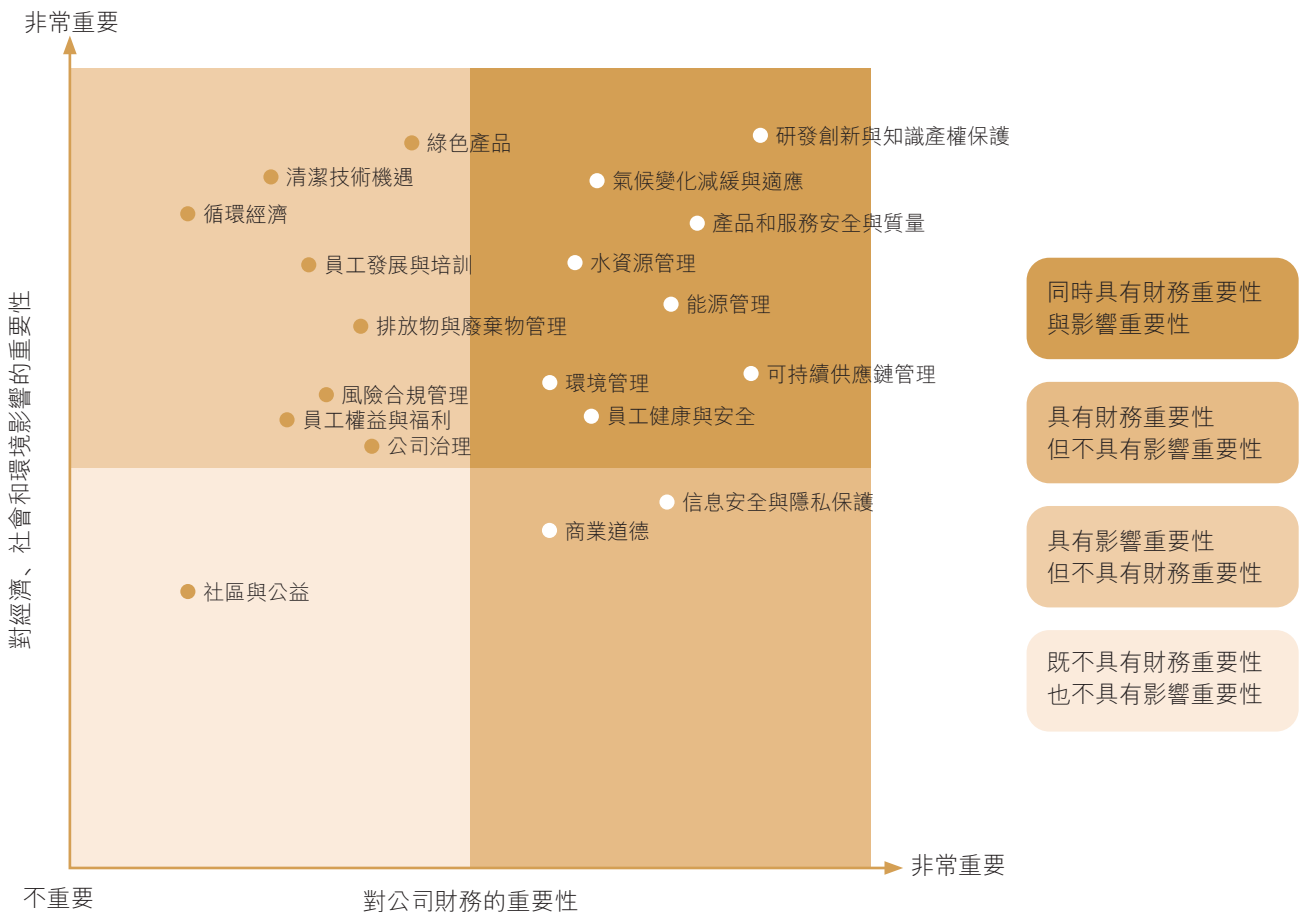 非常重要
綠色產品
研發創新與知識產權保護
清潔技術機遇
氣候變化減緩與適應
循環經濟
產品和服務安全與質量
員工發展與培訓
水資源管理
能源管理
排放物與廢棄物管理
環境管理
可持續供應鏈管理
風險合規管理
員工權益與福利
員工健康與安全
公司治理
信息安全與隱私保護
商業道德
社區與公益
對經濟、社會和環境影響的重要性
同時具有財務重要性
與影響重要性
具有財務重要性
但不具有影響重要性
具有影響重要性
但不具有財務重要性
既不具有財務重要性
也不具有影響重要性
非常重要
不重要
對公司財務的重要性